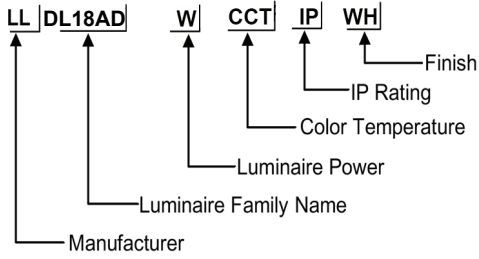 LL DL18AD W CCT IP WH
Finish
IP Rating
Color Temperature
Luminaire Power
Luminaire Family Name
Manufacturer